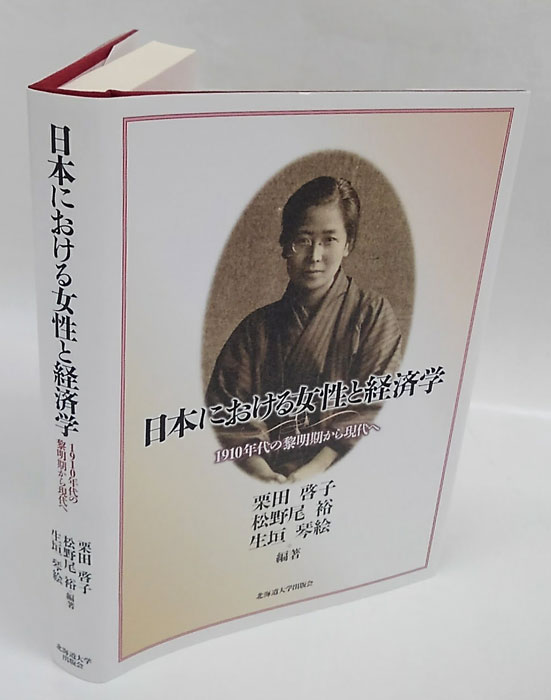 日本における女性と経済学
1910年代の
黎明期から現代へ
栗田 啓子
松野尾 裕 編著
生垣 琴絵
北海道大学
出版会
日本における女性と経済学
1910年代の黎明期から現代へ
栗田 啓子
松野尾 裕
生垣 琴絵
編著
北海道大学出版会